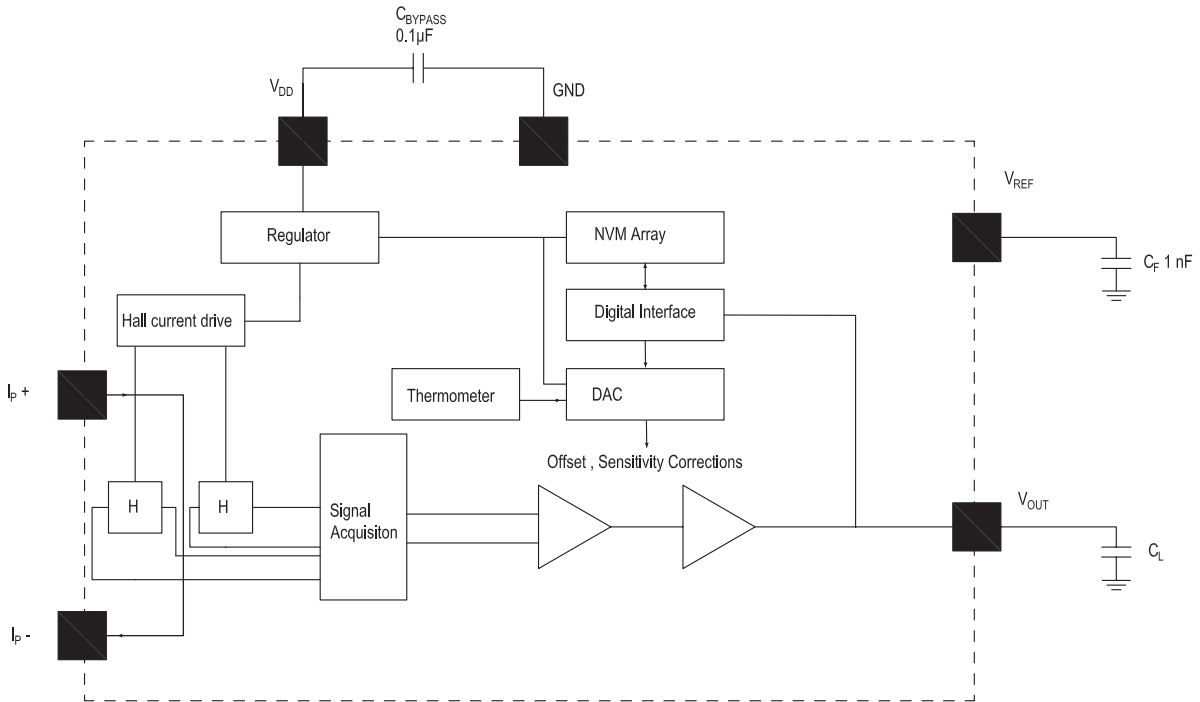 C_BYPASS
0.1µF
V_DD
GND
V_REF
Regulator
NVM Array
C_F 1 nF
Hall current drive
Digital Interface
I_P +
Thermometer
DAC
Offset , Sensitivity Corrections
H
H
Signal
Acquisiton
V_OUT
C_L
I_P -